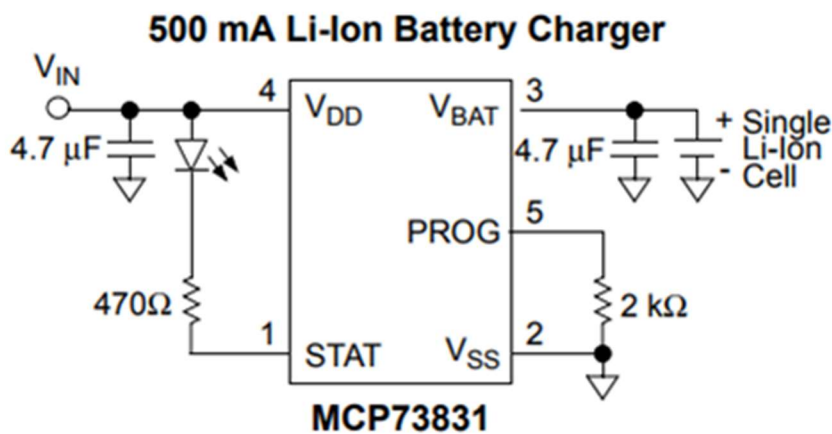 500 mA Li-Ion Battery Charger
VIN
4
VDD
VBAT
3
4.7 µF
4.7 µF
+ Single
Li-Ion
- Cell
PROG
5
470Ω
2 kΩ
1
STAT
VSS
2
MCP73831